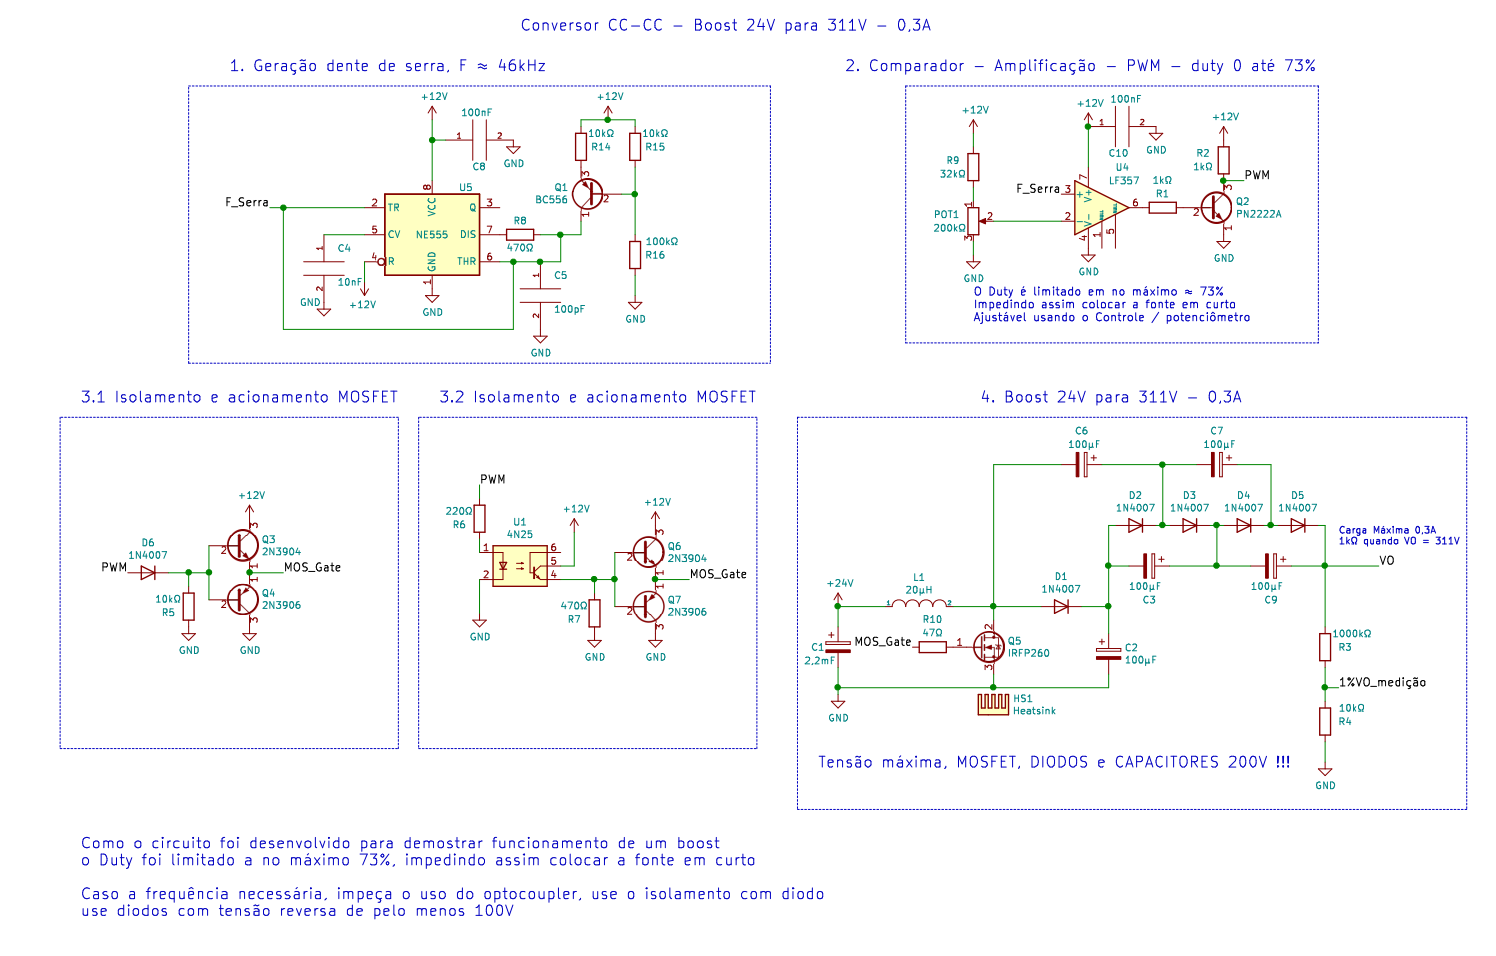 Conversor CC-CC - Boost 24V para 311V - 0,3A
1. Geração dente de serra, F ≈ 46kHz
+12V
100nF
C8
GND
+12V
10kΩ
R14
10kΩ
R15
Q1
BC556
3
2
1
F_Serra
U5
NE555
VCC
GND
2 TR
5 CV
4 R
Q 3
DIS 7
THR 6
8
1
1
2
R8
470Ω
C4
10nF
1
2
GND
+12V
GND
C5
100pF
1
2
GND
100kΩ
R16
GND
2. Comparador - Amplificação - PWM - duty 0 até 73%
+12V
R9
32kΩ
POT1
200kΩ
1
2
3
GND
+12V
100nF
C10
1
2
GND
U4
LF357
F_Serra
3
2
7
6
4
1
5
+
-
V+
V-
GND
1kΩ
R1
+12V
R2
1kΩ
PWM
Q2
PN2222A
3
2
1
GND
O Duty é limitado em no máximo ≈ 73%
Impedindo assim colocar a fonte em curto
Ajustável usando o Controle / potenciômetro
3.1 Isolamento e acionamento MOSFET
+12V
D6
1N4007
PWM
10kΩ
R5
GND
Q3
2N3904
3
2
1
MOS_Gate
Q4
2N3906
1
2
3
GND
3.2 Isolamento e acionamento MOSFET
PWM
220Ω
R6
U1
4N25
1
2
6
5
4
GND
+12V
470Ω
R7
GND
+12V
Q6
2N3904
3
2
1
MOS_Gate
Q7
2N3906
1
2
3
GND
4. Boost 24V para 311V - 0,3A
C6
100µF
+
C7
100µF
+
D2
1N4007
D3
1N4007
D4
1N4007
D5
1N4007
Carga Máxima 0,3A
1kΩ quando VO = 311V
VO
+
100µF
C3
+
100µF
C9
+24V
L1
20µH
1
2
D1
1N4007
R10
47Ω
MOS_Gate
1
2
3
Q5
IRFP260
+
C1
2,2mF
+
C2
100µF
GND
HS1
Heatsink
1000kΩ
R3
1%VO_medição
10kΩ
R4
GND
Tensão máxima, MOSFET, DIODOS e CAPACITORES 200V !!!
Como o circuito foi desenvolvido para demostrar funcionamento de um boost
o Duty foi limitado a no máximo 73%, impedindo assim colocar a fonte em curto
Caso a frequência necessária, impeça o uso do optocoupler, use o isolamento com diodo
use diodos com tensão reversa de pelo menos 100V